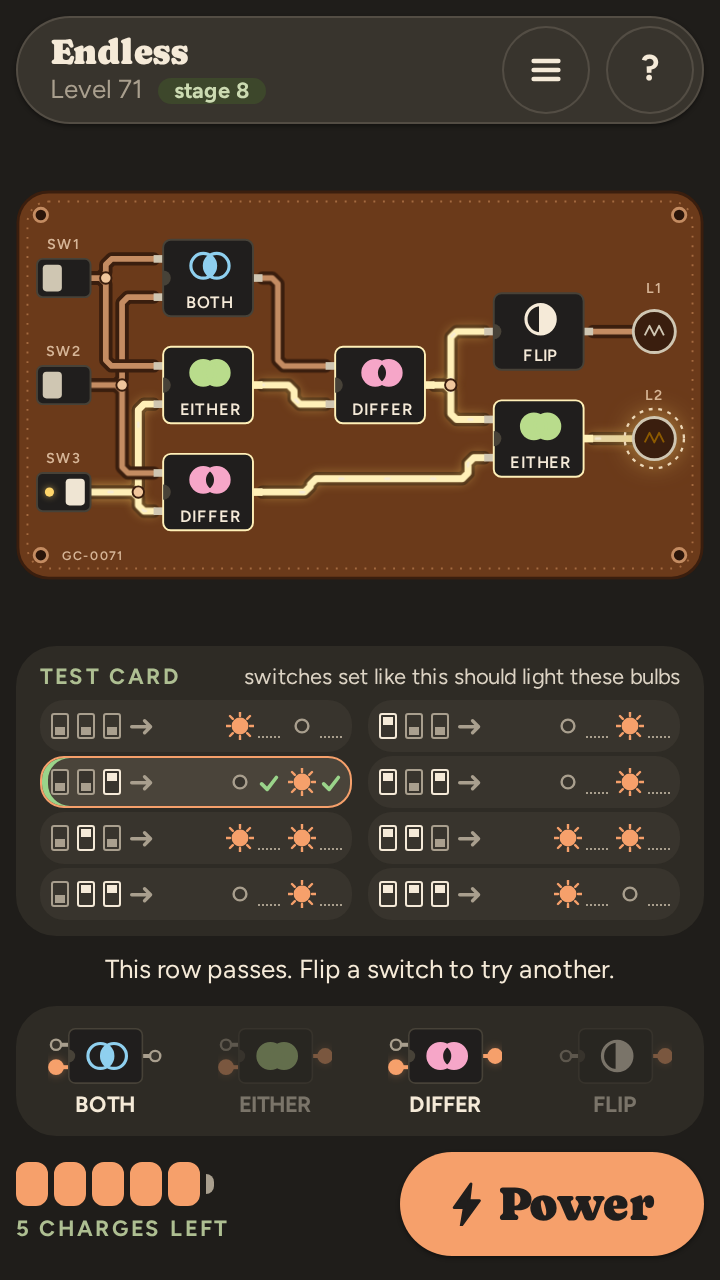 Endless
Level 71 stage 8
?
SW1
BOTH
L1
FLIP
SW2
EITHER
DIFFER
L2
EITHER
SW3
DIFFER
GC-0071
TEST CARD switches set like this should light these bulbs
This row passes. Flip a switch to try another.
BOTH EITHER DIFFER FLIP
5 CHARGES LEFT
Power